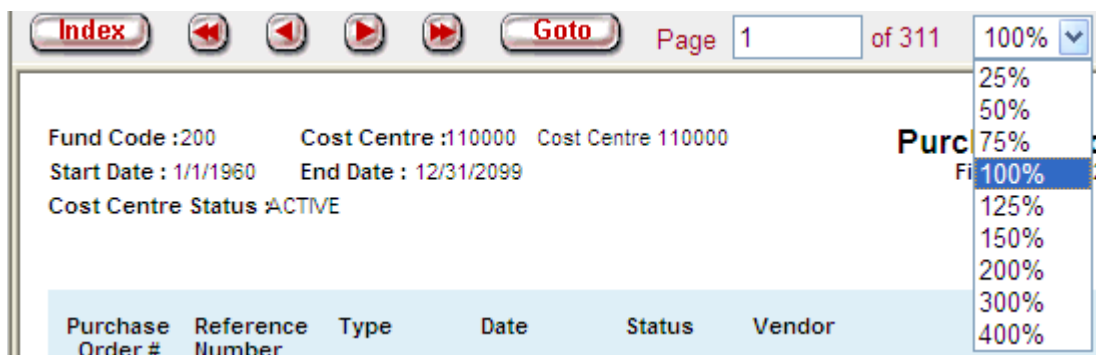 Index Goto Page 1 of 311 100%
25%
50%
Fund Code :200 Cost Centre :110000 Cost Centre 110000 75%
Start Date : 1/1/1960 End Date : 12/31/2099 100%
Cost Centre Status :ACTIVE
125%
150%
200%
300%
Purchase Reference Type Date Status Vendor
Order # Number 400%